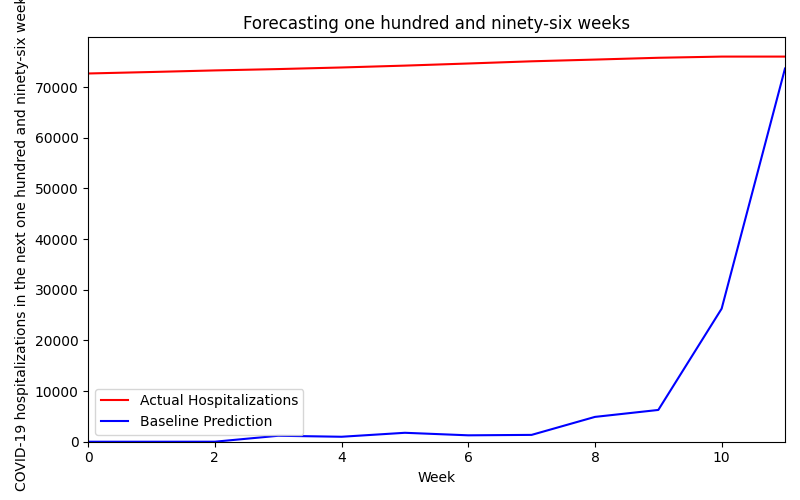 Forecasting one hundred and ninety-six weeks
COVID-19 hospitalizations in the next one hundred and ninety-six week
70000
60000
50000
40000
30000
20000
10000
0
Actual Hospitalizations
Baseline Prediction
0 2 4 6 8 10
Week